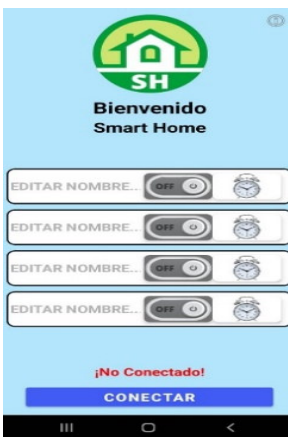 SH
Bienvenido
Smart Home
EDITAR NOMBRE... OFF
EDITAR NOMBRE... OFF
EDITAR NOMBRE... OFF
EDITAR NOMBRE... OFF
¡No Conectado!
CONECTAR